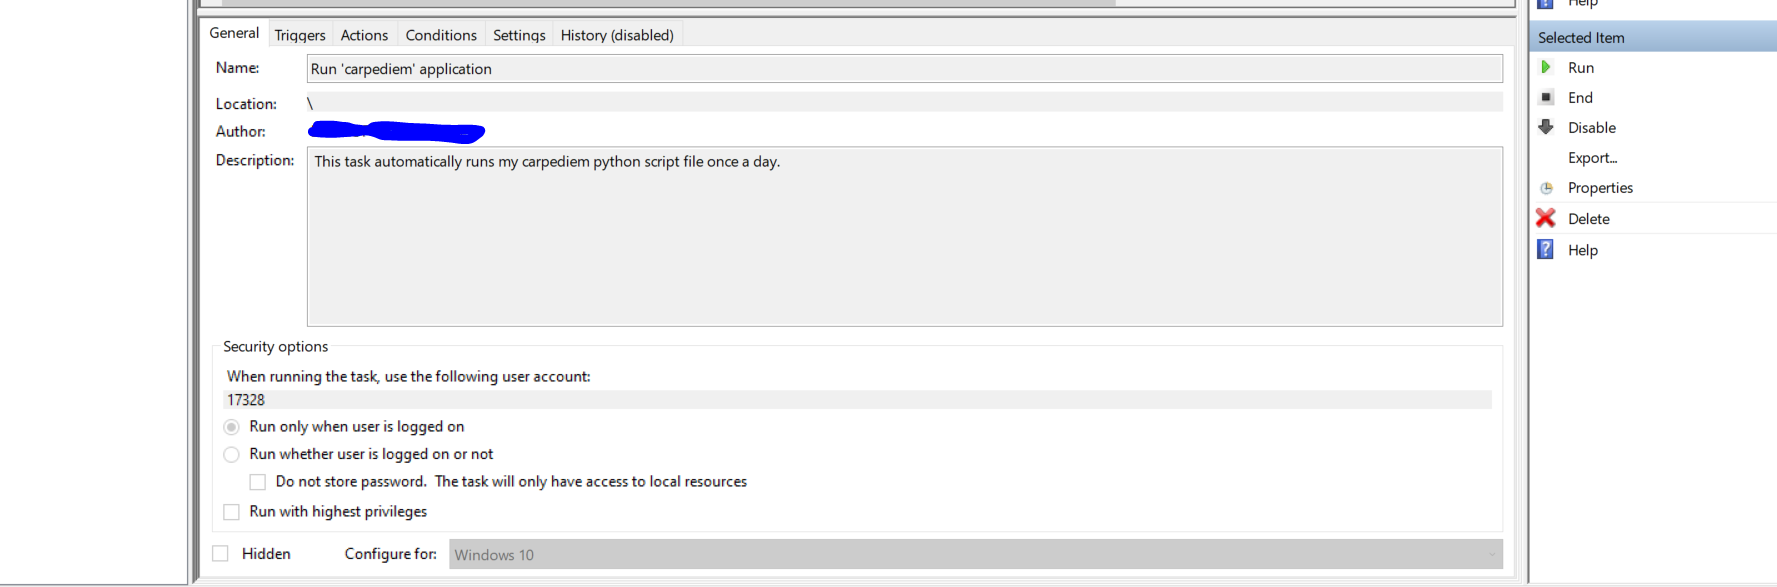 Help
General Triggers Actions Conditions Settings History (disabled)
Name: Run 'carpediem' application
Location: \
Author:
Description: This task automatically runs my carpediem python script file once a day.
Security options
When running the task, use the following user account:
17328
Run only when user is logged on
Run whether user is logged on or not
Do not store password. The task will only have access to local resources
Run with highest privileges
Hidden Configure for: Windows 10
Selected Item
Run
End
Disable
Export...
Properties
Delete
Help